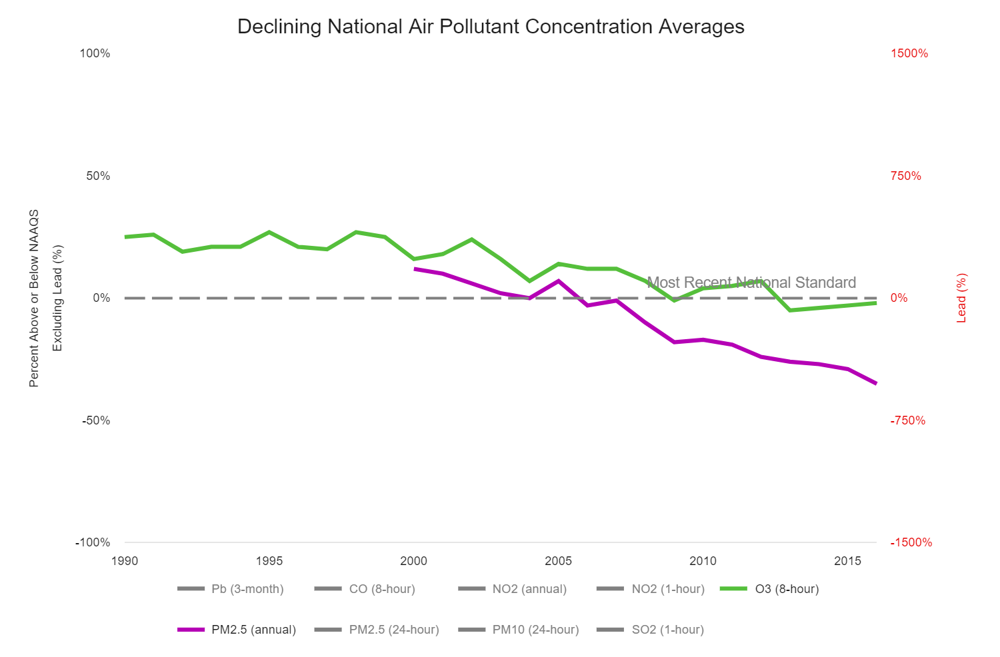 Declining National Air Pollutant Concentration Averages
100%
1500%
50%
750%
Percent Above or Below NAAQS
Excluding Lead (%)
Most Recent National Standard
0%
0%
Lead (%)
-50%
-750%
-100%
-1500%
1990 1995 2000 2005 2010 2015
Pb (3-month) CO (8-hour) NO2 (annual) NO2 (1-hour) O3 (8-hour)
PM2.5 (annual) PM2.5 (24-hour) PM10 (24-hour) SO2 (1-hour)